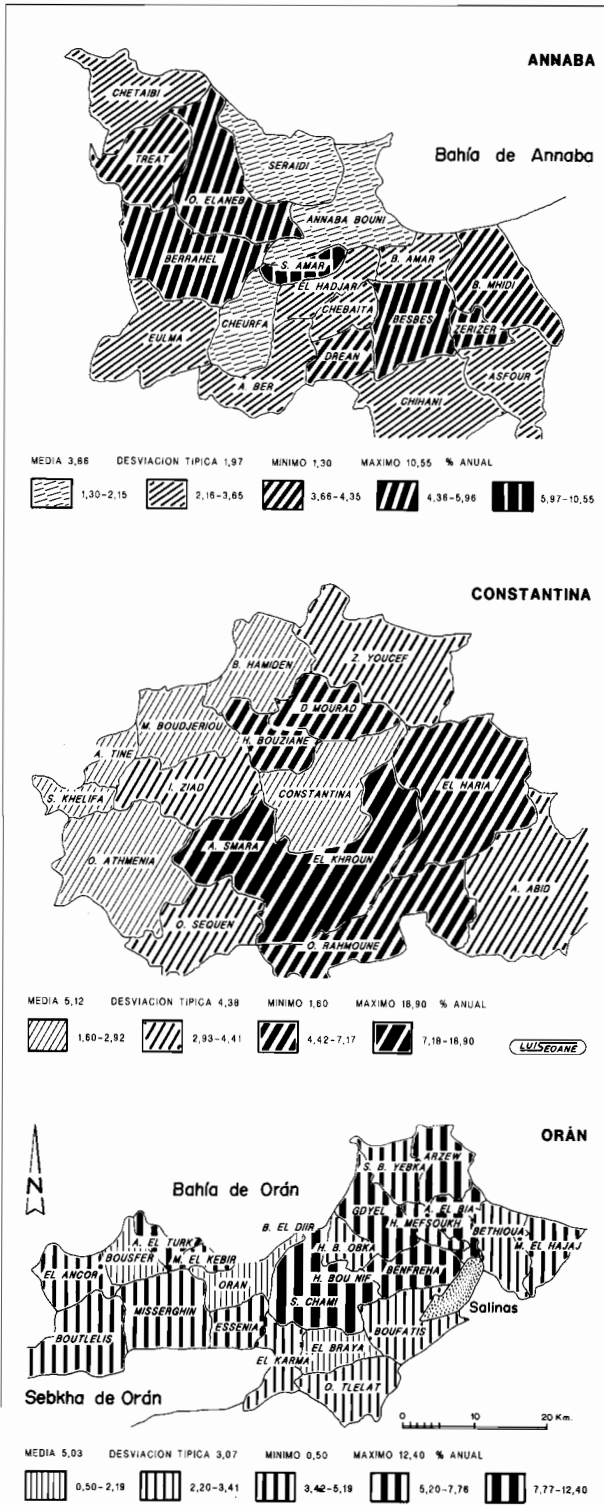 ANNABA
CHETAIBI
Bahía de Annaba
TREAT
SERAIDI
O. ELANEB
ANNABA BOUNI
BERRAHEL
S. AMAR
B. AMAR
B. MHIDI
EL HADJAR
CHEBAITA
CHEURFA
BESBES
ZERIZER
EULMA
DREAN
ASFOUR
A. BER
CHIHANI
MEDIA 3,66 DESVIACION TIPICA 1,97 MINIMO 1,30 MAXIMO 10,55 % ANUAL
1,30-2,15 2,16-3,65 3,66-4,35 4,36-5,96 5,97-10,55
CONSTANTINA
B. HAMIDEN
Z. YOUCEF
D. MOURAD
M. BOUDJERIOU
H. BOUZIANE
A. TINE
I. ZIAD
CONSTANTINA
EL HARIA
S. KHELIFA
A. SMARA
O. ATHMENIA
EL KHROUN
A. ABID
O. SEQUEN
O. RAHMOUNE
MEDIA 5,12 DESVIACION TIPICA 4,38 MINIMO 1,60 MAXIMO 18,90 % ANUAL
1,60-2,92 2,93-4,41 4,42-7,17 7,18-18,90
LUIS SEOANE
ORÁN
N
Bahía de Orán
S. B. YEBKA
ARZEW
GDYEL
A. EL BIA
B. EL DJIR
H. MEFSOUKH
BETHIOUA
A. EL TURK
BOUSFER
M. EL KEBIR
H. B. OBKA
M. EL HAJAJ
EL ANCOR
ORAN
H. BOU NIF
BENFREHA
MISSERGHIN
S. CHAMI
Salinas
BOUTLELIS
ESSENIA
BOUFATIS
EL BRAYA
EL KARMA
O. TLELAT
Sebkha de Orán
0 10 20 Km.
MEDIA 5,03 DESVIACION TIPICA 3,07 MINIMO 0,50 MAXIMO 12,40 % ANUAL
0,50-2,19 2,20-3,41 3,42-5,19 5,20-7,76 7,77-12,40